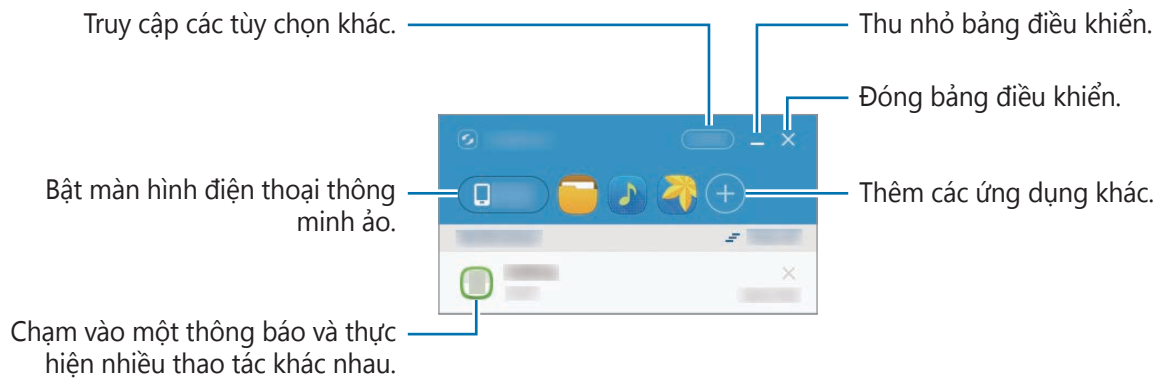 Truy cập các tùy chọn khác.
Thu nhỏ bảng điều khiển.
Đóng bảng điều khiển.
Bật màn hình điện thoại thông
minh ảo.
Thêm các ứng dụng khác.
Chạm vào một thông báo và thực
hiện nhiều thao tác khác nhau.